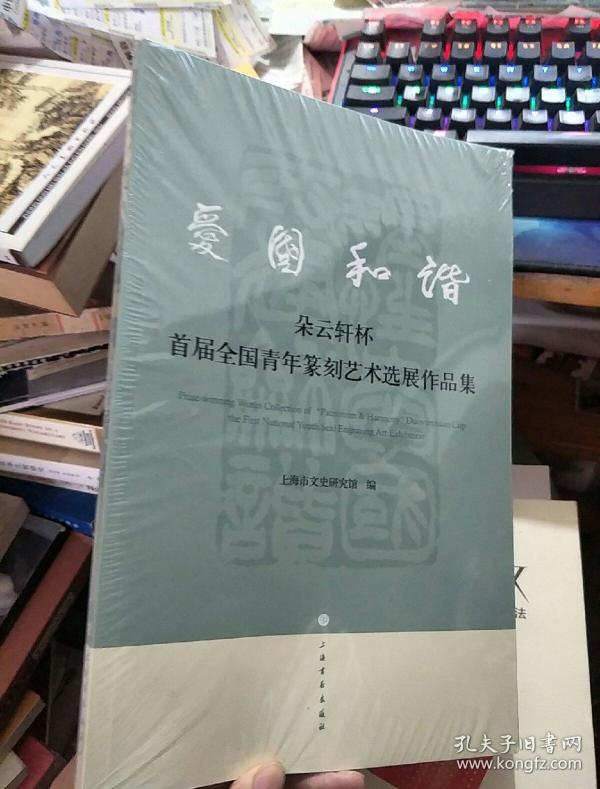 愛國和谐
朵云轩杯
首届全国青年篆刻艺术选展作品集
Prize-winning Works Collection of "Patriotism & Harmony" Duoyunxuan Cup
the First National Youth Seal Engraving Art Exhibition
上海市文史研究馆 编
上海书画出版社
法
孔夫子旧书网
www.kongfz.com